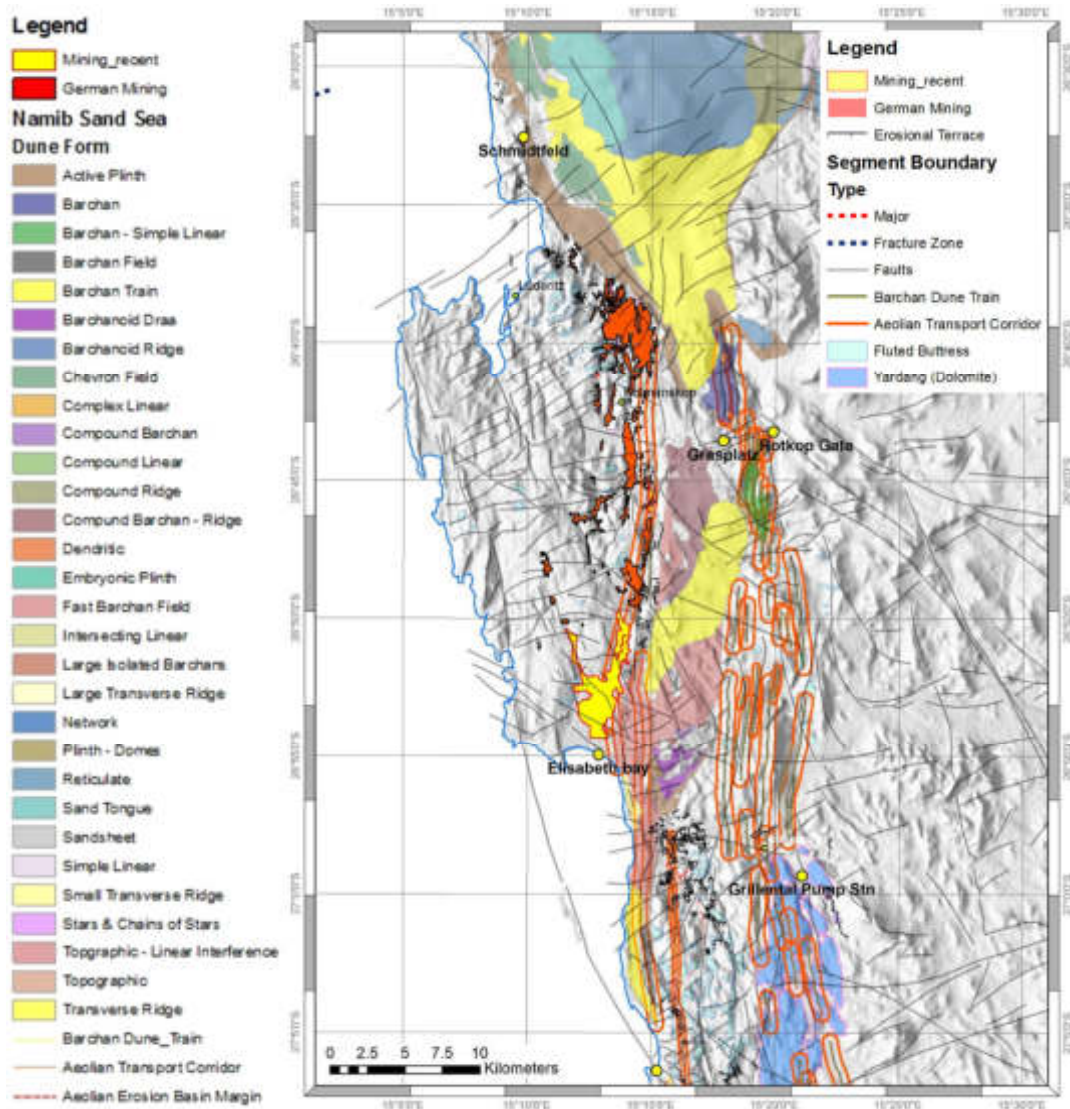 Legend
Mining_recent
German Mining
Namib Sand Sea
Dune Form
Active Plinth
Barchan
Barchan - Simple Linear
Barchan Field
Barchan Train
Barchanoid Draa
Barchanoid Ridge
Chevron Field
Complex Linear
Compound Barchan
Compound Linear
Compound Ridge
Compund Barchan - Ridge
Dendritic
Embryonic Plinth
Fast Barchan Field
Intersecting Linear
Large Isolated Barchans
Large Transverse Ridge
Network
Plinth - Domes
Reticulate
Sand Tongue
Sandsheet
Simple Linear
Small Transverse Ridge
Stars & Chains of Stars
Topgraphic - Linear Interference
Topographic
Transverse Ridge
Barchan Dune_Train
Aeolian Transport Corridor
Aeolian Erosion Basin Margin
Legend
Mining_recent
German Mining
Erosional Terrace
Segment Boundary
Type
Major
Fracture Zone
Faults
Barchan Dune Train
Aeolian Transport Corridor
Fluted Buttress
Yardang (Dolomite)
Schmidtfeld
Luderitz
Grasplatz
Rotkop Gate
Elisabeth bay
Grillental Pump Stn
0 2.5 5 7.5 10
Kilometers